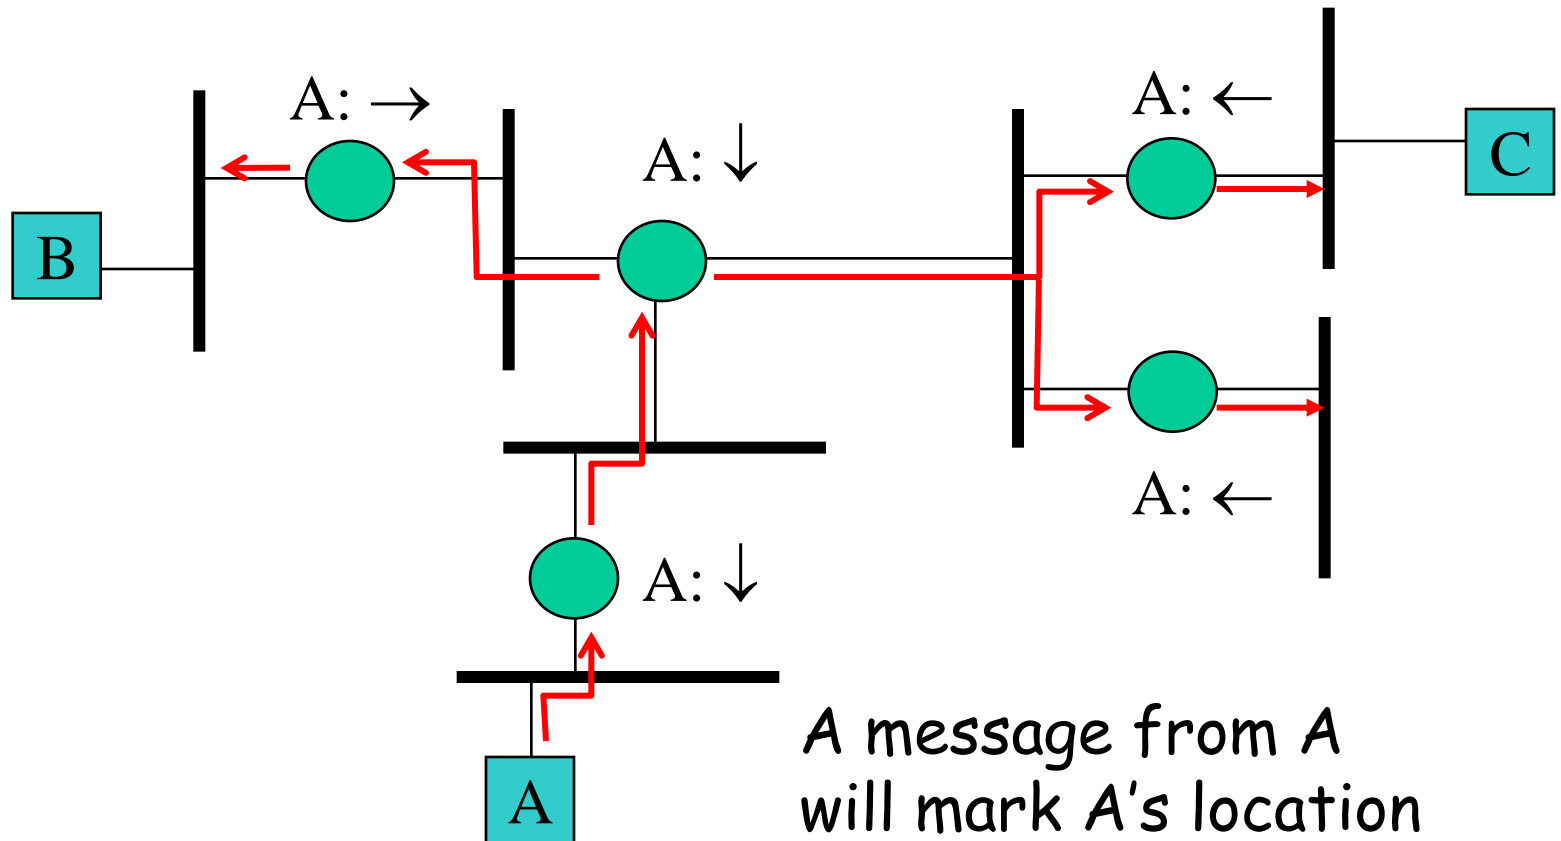 A: →
A: ←
A: ↓
C
B
A: ←
A: ↓
A message from A
will mark A's location
A